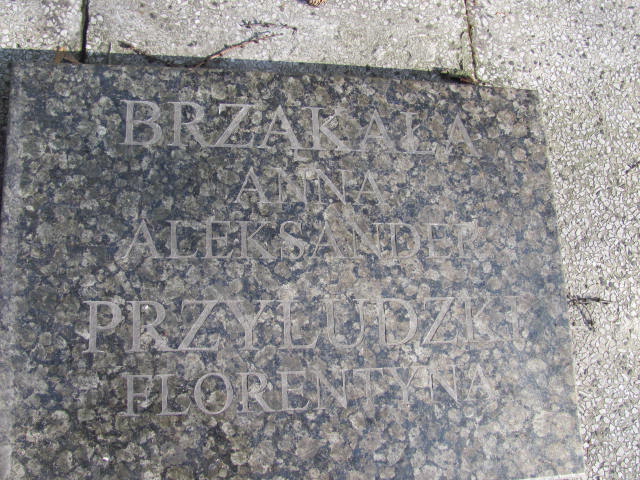 BRZĄKAŁA
ANNA
ALEKSANDER
PRZYŁUDZKI
FLORENTYNA